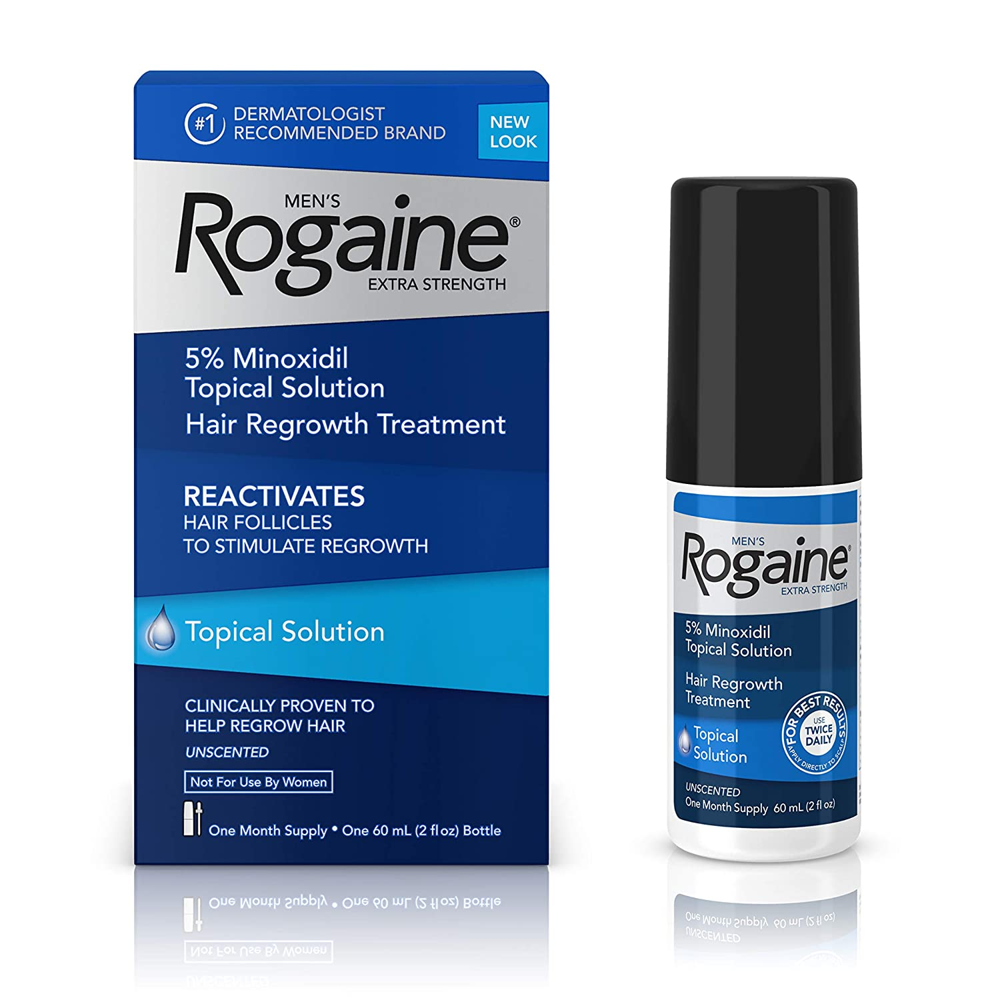 #1 DERMATOLOGIST
RECOMMENDED BRAND
NEW
LOOK
MEN'S
Rogaine®
EXTRA STRENGTH
5% Minoxidil
Topical Solution
Hair Regrowth Treatment
REACTIVATES
HAIR FOLLICLES
TO STIMULATE REGROWTH
Topical Solution
CLINICALLY PROVEN TO
HELP REGROW HAIR
UNSCENTED
Not For Use By Women
One Month Supply • One 60 mL (2 fl oz) Bottle
MEN'S
Rogaine®
EXTRA STRENGTH
5% Minoxidil
Topical Solution
Hair Regrowth
Treatment
FOR BEST RESULTS
USE
TWICE
DAILY
APPLY DIRECTLY TO SCALP
Topical
Solution
UNSCENTED
One Month Supply 60 mL (2 fl oz)